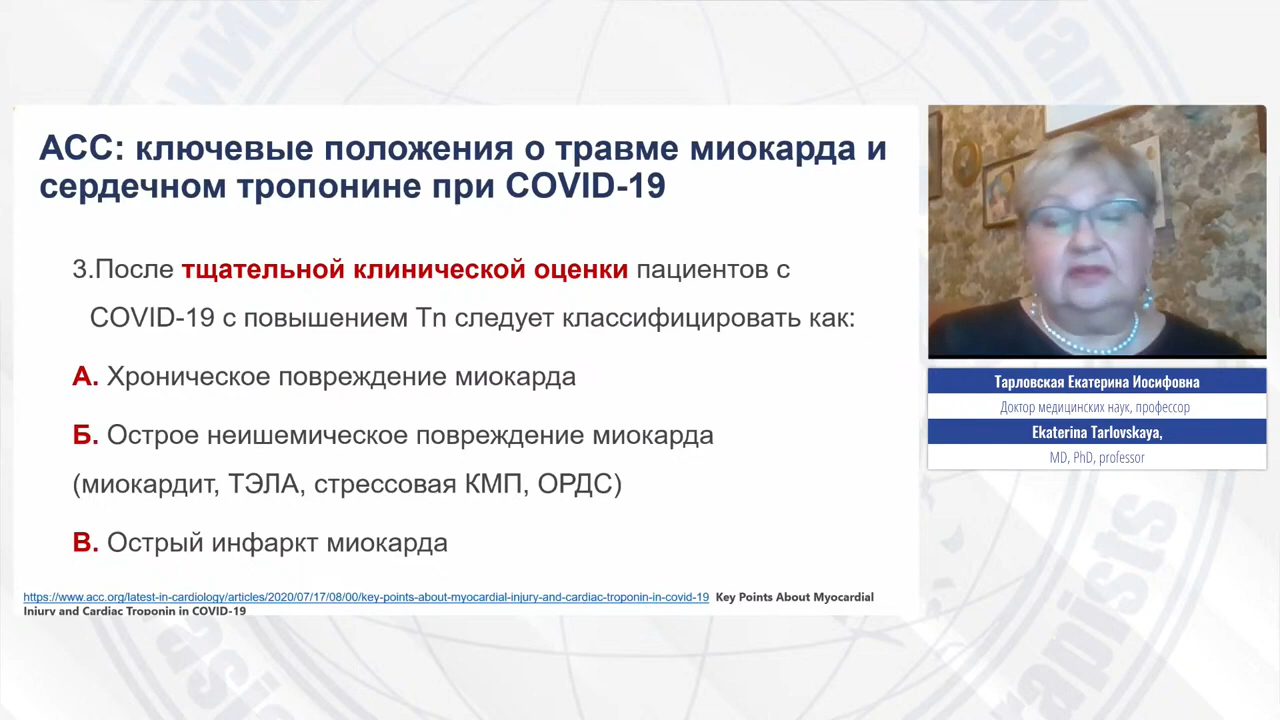 АСС: ключевые положения о травме миокарда и
сердечном тропонине при COVID-19
3.После тщательной клинической оценки пациентов с
COVID-19 с повышением Tn следует классифицировать как:
А. Хроническое повреждение миокарда
Б. Острое неишемическое повреждение миокарда
(миокардит, ТЭЛА, стрессовая КМП, ОРДС)
В. Острый инфаркт миокарда
https://www.acc.org/latest-in-cardiology/articles/2020/07/17/08/00/key-points-about-myocardial-injury-and-cardiac-troponin-in-covid-19 Key Points About Myocardial
Injury and Cardiac Troponin in COVID-19
Тарловская Екатерина Иосифовна
Доктор медицинских наук, профессор
Ekaterina Tarlovskaya,
MD, PhD, professor